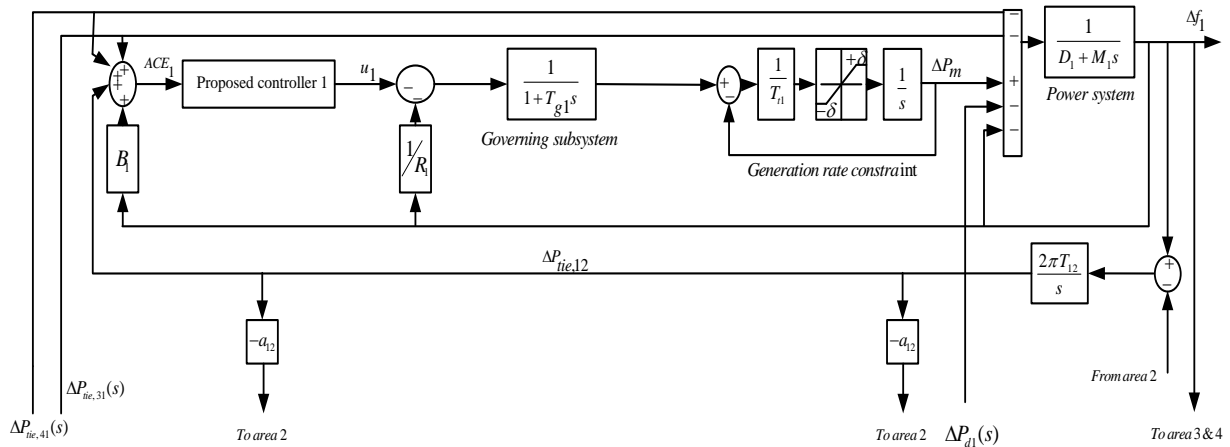 ACE1
Proposed controller 1
u1
− −
1
1 + Tg1s
Governing subsystem
+ −
1
Tt1
+δ
−δ
1
s
ΔPm
Generation rate constraint
− − + − −
1
D1 + M1s
Power system
Δf1
+ + + +
B1
1/R1
ΔPtie,12
2πT12
s
+
−
−a12
−a12
From area 2
ΔPtie,31(s)
ΔPtie,41(s)
To area 2
To area 2
ΔPd1(s)
To area 3 & 4